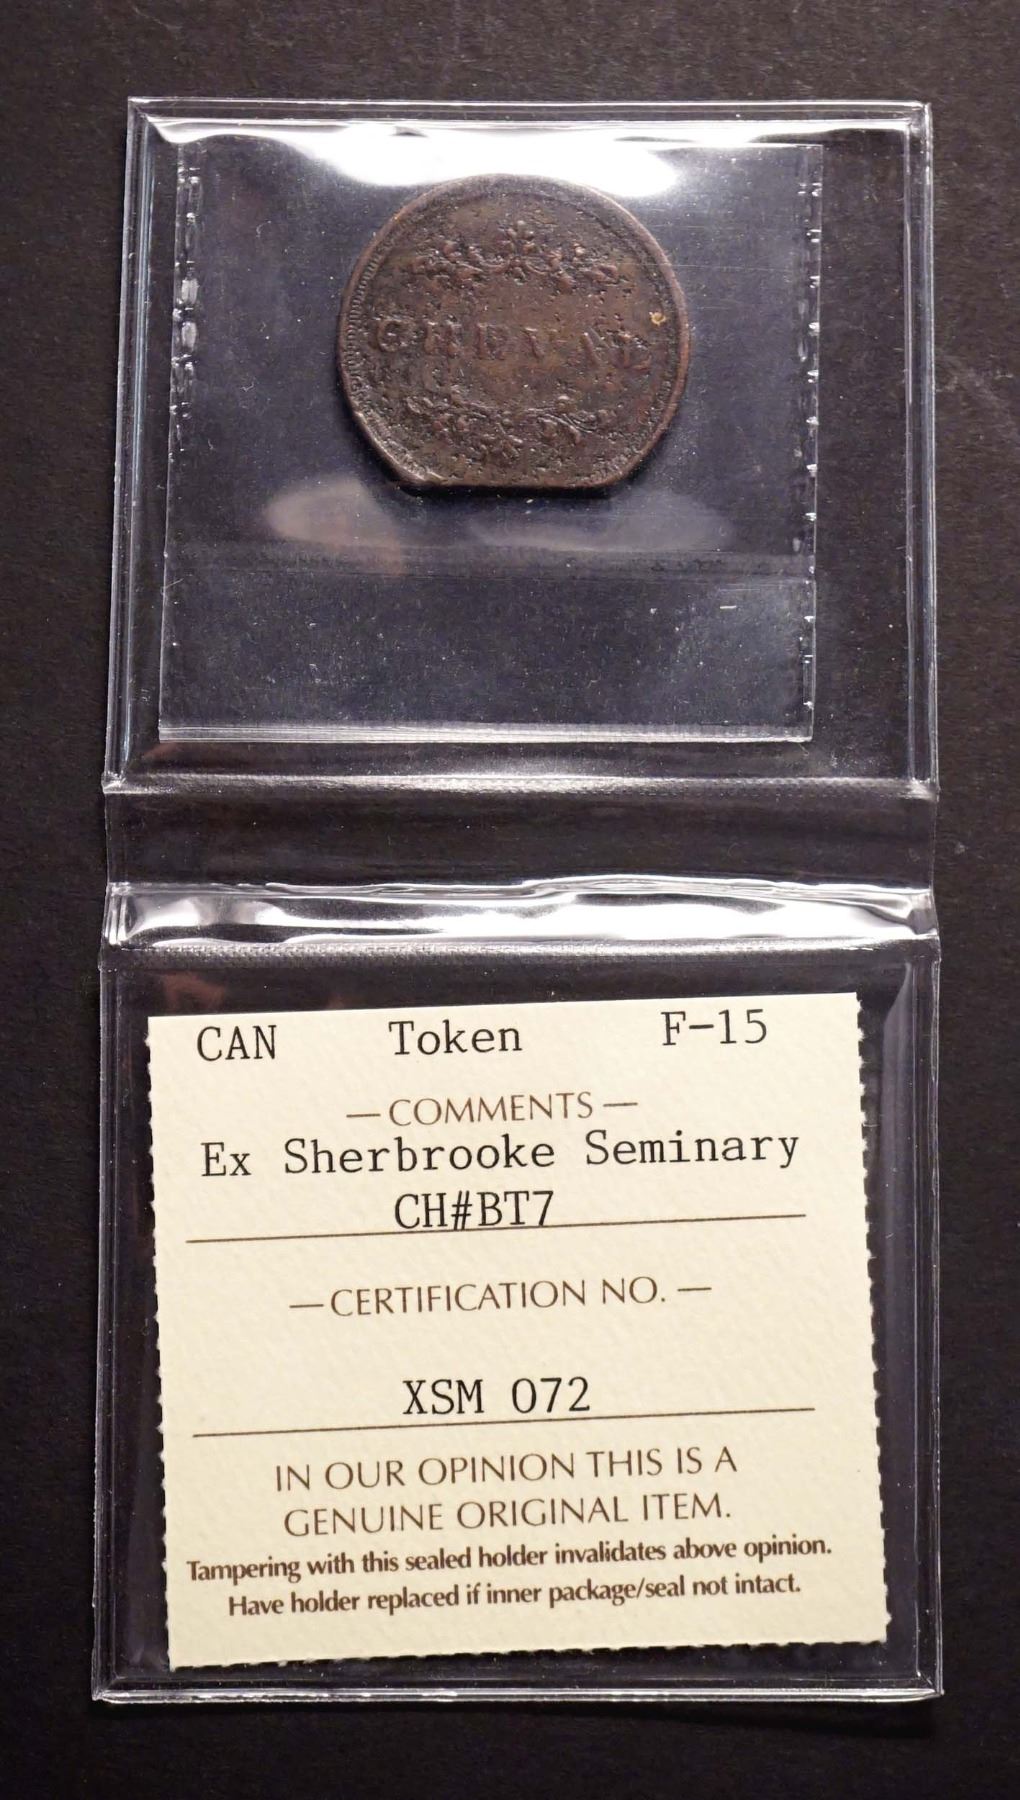 CHEVAL
CAN Token F-15
— COMMENTS —
Ex Sherbrooke Seminary
CH#BT7
— CERTIFICATION NO. —
XSM 072
IN OUR OPINION THIS IS A
GENUINE ORIGINAL ITEM.
Tampering with this sealed holder invalidates above opinion.
Have holder replaced if inner package/seal not intact.